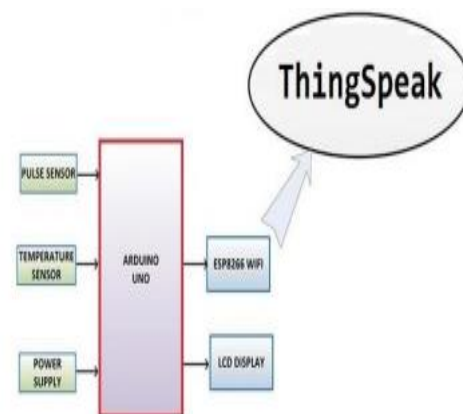 ThingSpeak
PULSE SENSOR
TEMPERATURE
SENSOR
ARDUINO
UNO
ESP8266 WIFI
POWER
SUPPLY
LCD DISPLAY